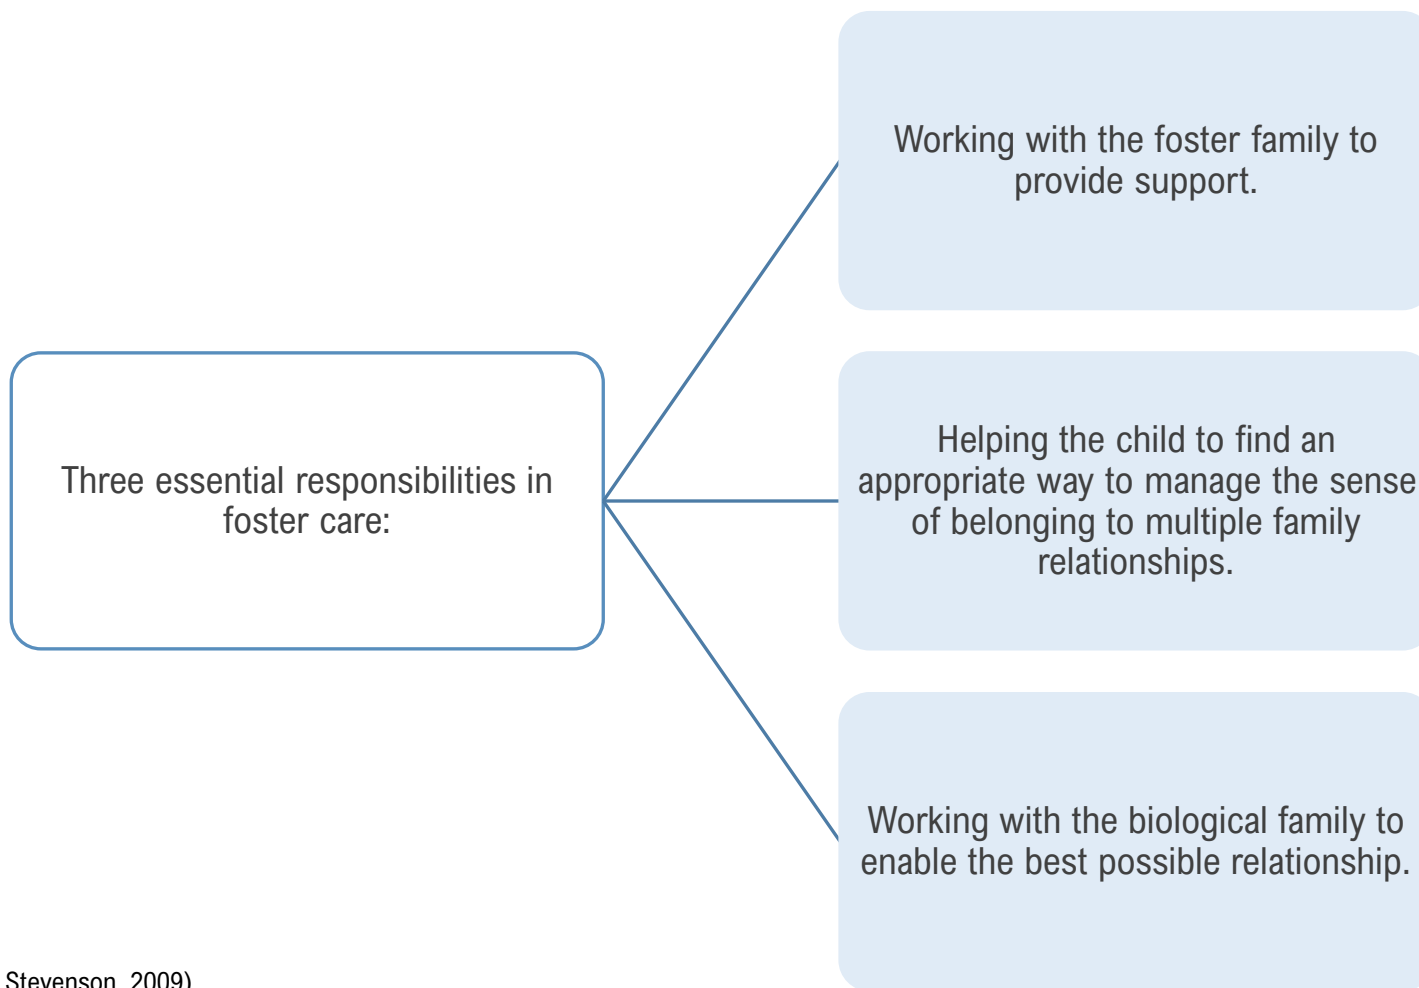 Working with the foster family to
provide support.
Three essential responsibilities in
foster care:
Helping the child to find an
appropriate way to manage the sense
of belonging to multiple family
relationships.
Working with the biological family to
enable the best possible relationship.
Stevenson, 2009)